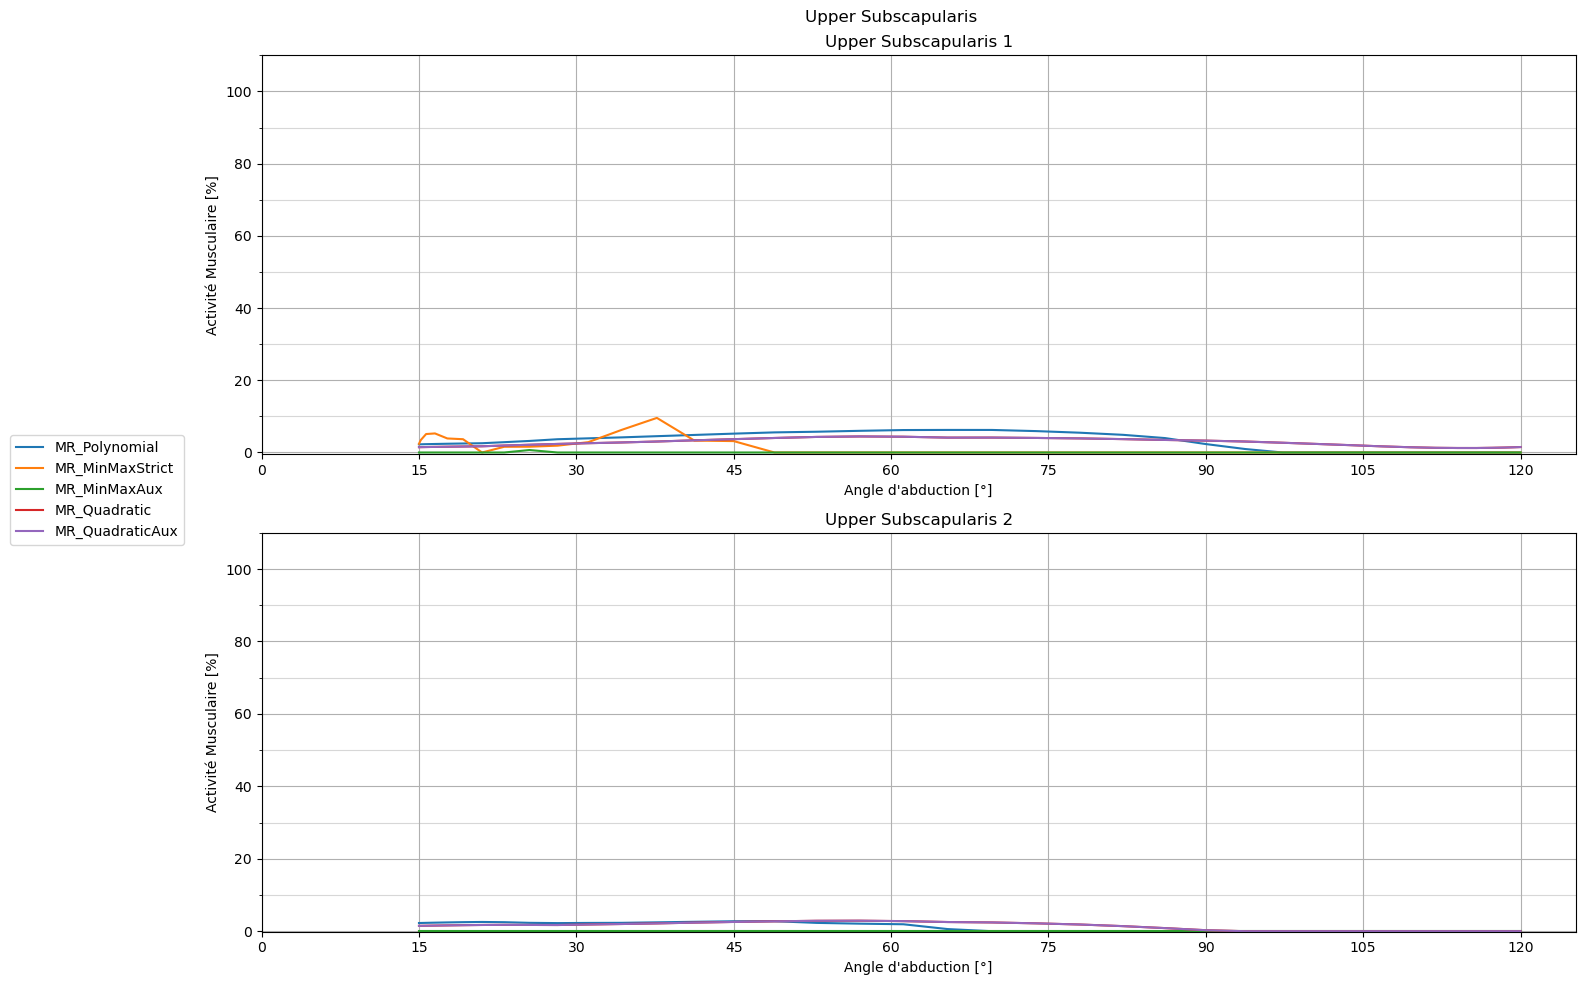 Upper Subscapularis
Upper Subscapularis 1
100
80
60
40
20
0
Activité Musculaire [%]
0 15 30 45 60 75 90 105 120
Angle d'abduction [°]
MR_Polynomial
MR_MinMaxStrict
MR_MinMaxAux
MR_Quadratic
MR_QuadraticAux
Upper Subscapularis 2
100
80
60
40
20
0
Activité Musculaire [%]
0 15 30 45 60 75 90 105 120
Angle d'abduction [°]